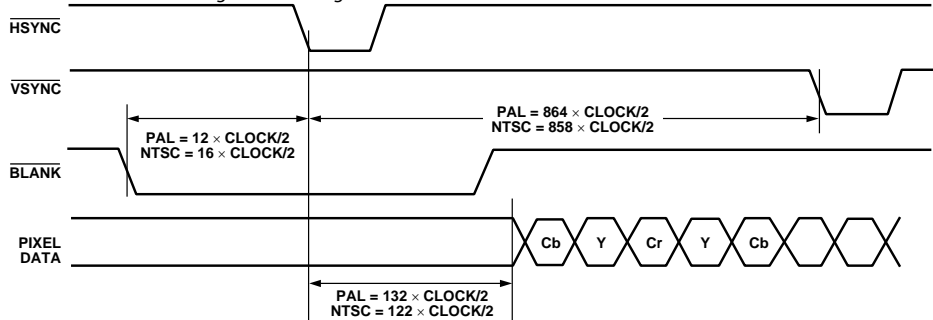 HSYNC
VSYNC
PAL = 864 × CLOCK/2
NTSC = 858 × CLOCK/2
PAL = 12 × CLOCK/2
NTSC = 16 × CLOCK/2
BLANK
PIXEL
DATA
Cb Y Cr Y Cb
PAL = 132 × CLOCK/2
NTSC = 122 × CLOCK/2